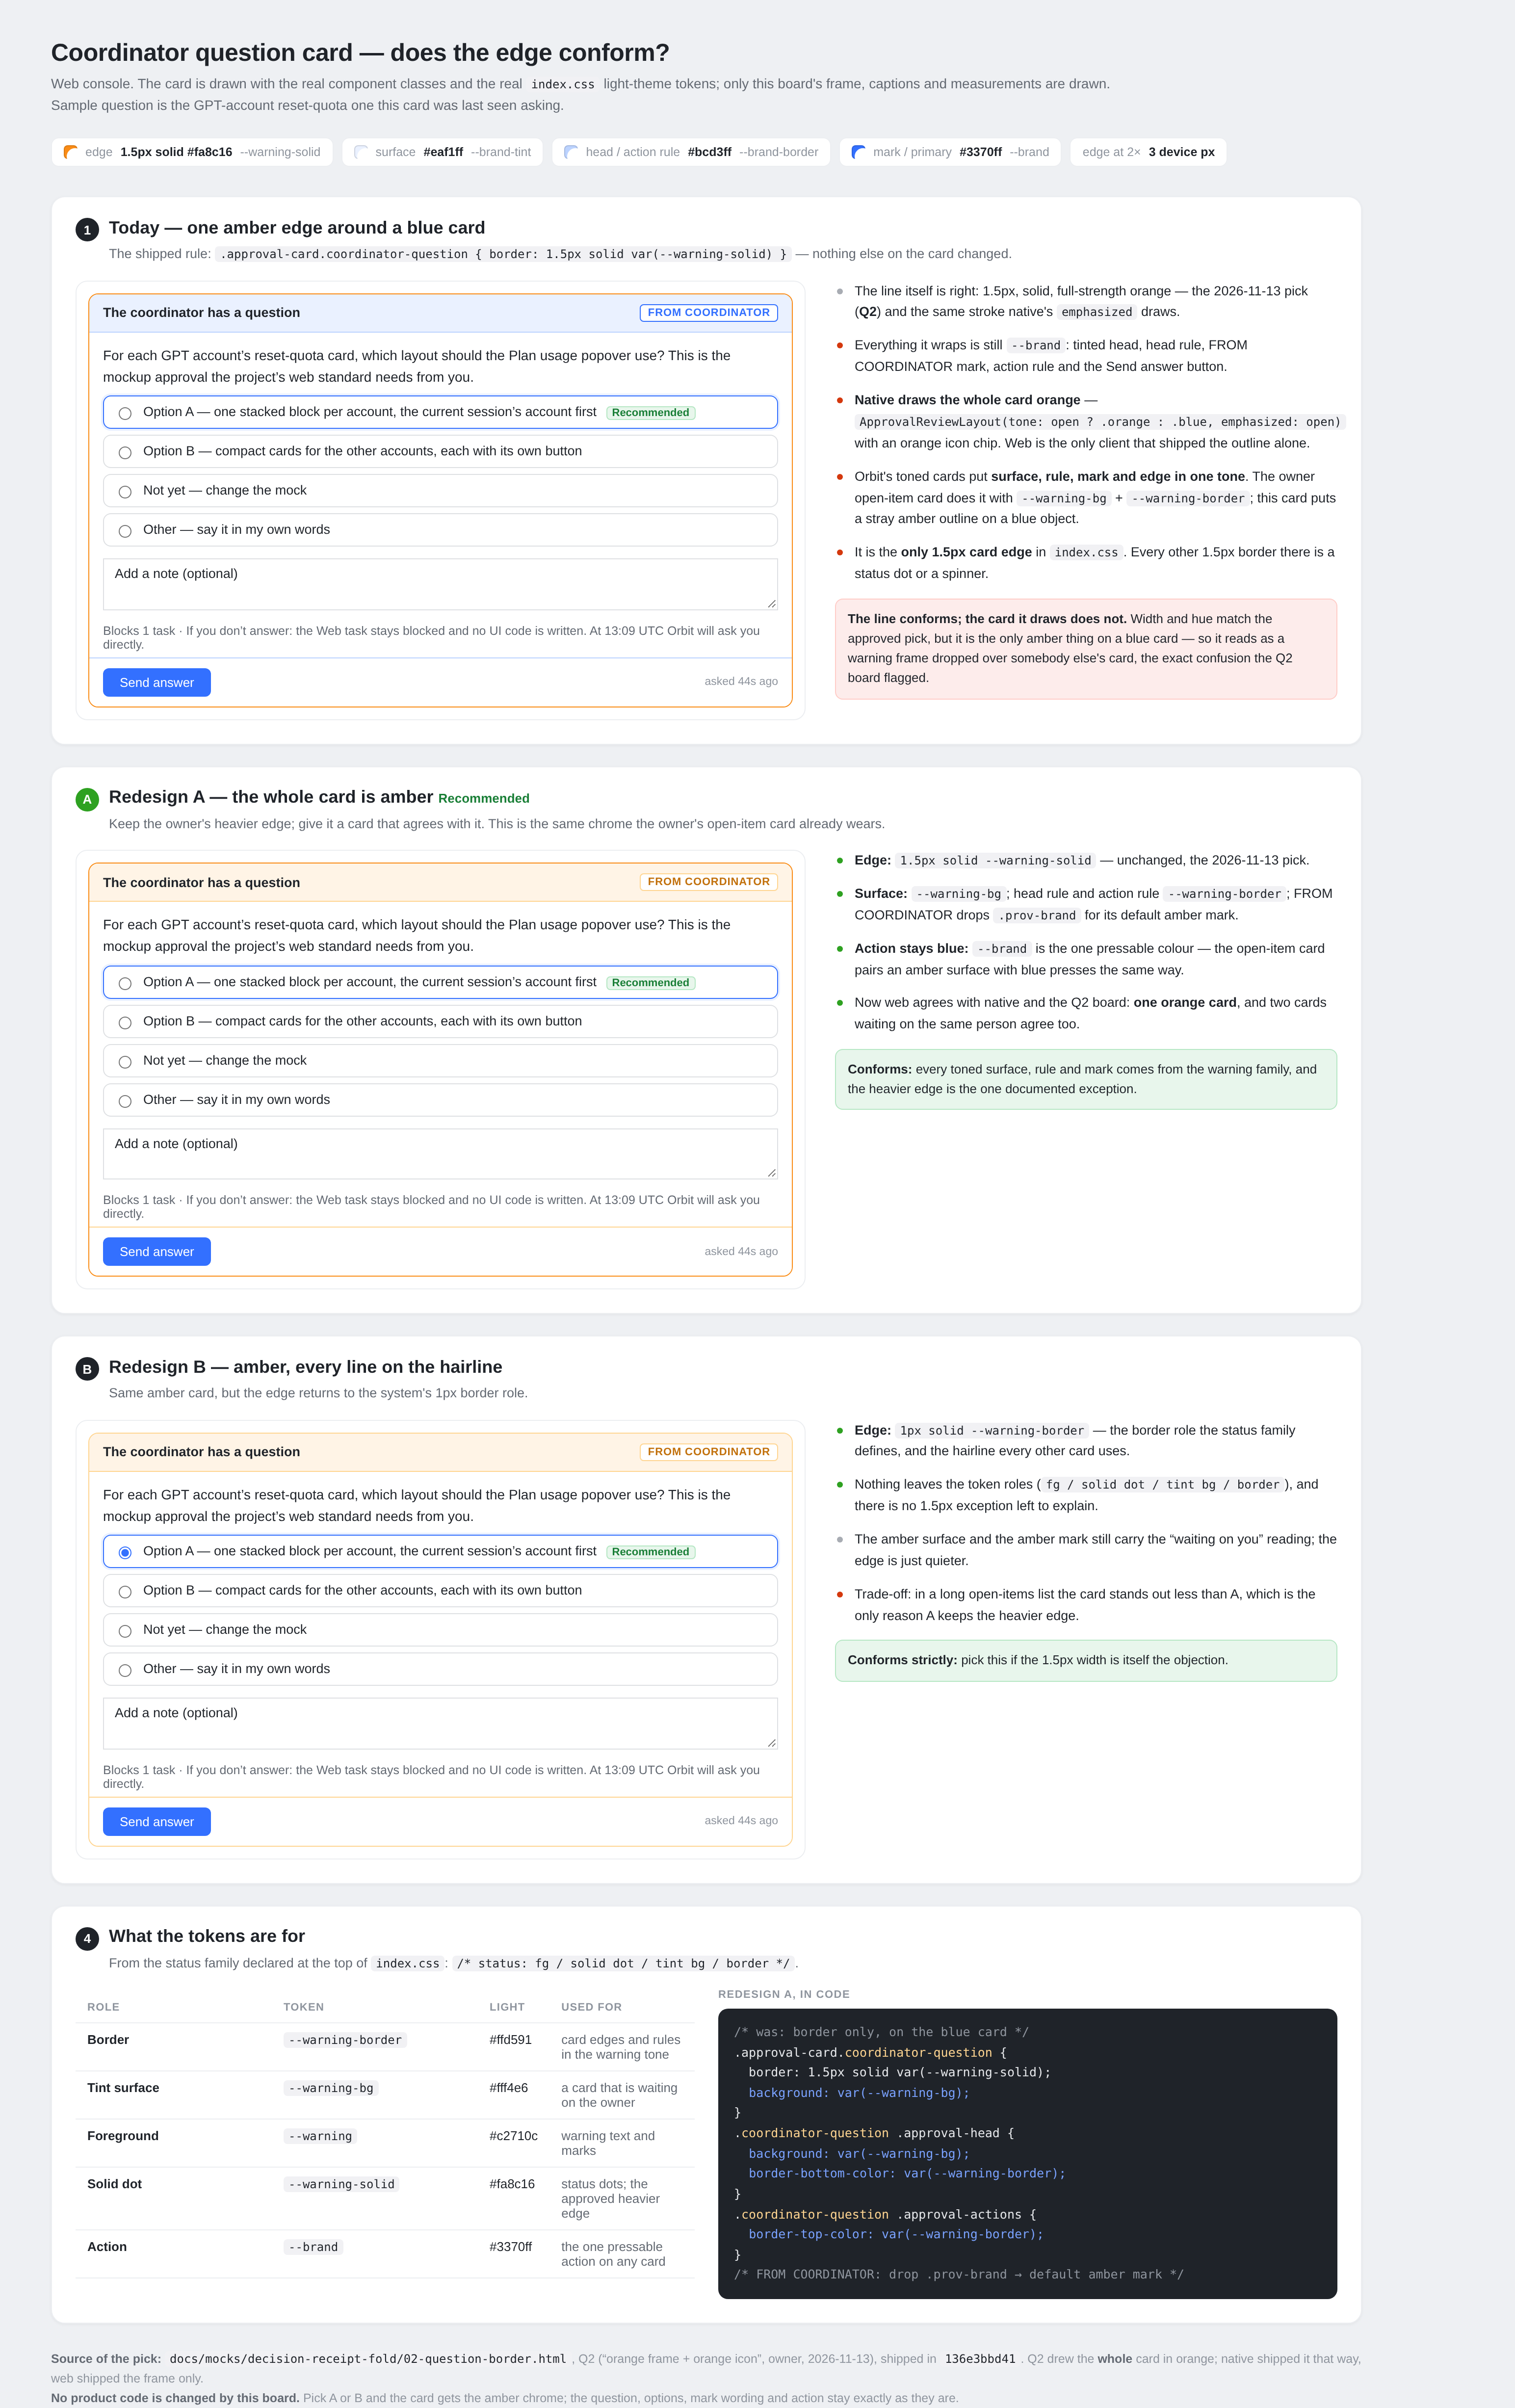 Coordinator question card — does the edge conform?
Web console. The card is drawn with the real component classes and the real index.css light-theme tokens; only this board's frame, captions and measurements are drawn.
Sample question is the GPT-account reset-quota one this card was last seen asking.
edge 1.5px solid #fa8c16 --warning-solid
surface #eaf1ff --brand-tint
head / action rule #bcd3ff --brand-border
mark / primary #3370ff --brand
edge at 2× 3 device px
1 Today — one amber edge around a blue card
The shipped rule: .approval-card.coordinator-question { border: 1.5px solid var(--warning-solid) } — nothing else on the card changed.
The coordinator has a question FROM COORDINATOR
For each GPT account’s reset-quota card, which layout should the Plan usage popover use? This is the
mockup approval the project’s web standard needs from you.
Option A — one stacked block per account, the current session’s account first Recommended
Option B — compact cards for the other accounts, each with its own button
Not yet — change the mock
Other — say it in my own words
Add a note (optional)
Blocks 1 task · If you don’t answer: the Web task stays blocked and no UI code is written. At 13:09 UTC Orbit will ask you
directly.
Send answer asked 44s ago
The line itself is right: 1.5px, solid, full-strength orange — the 2026-11-13 pick
(Q2) and the same stroke native's emphasized draws.
Everything it wraps is still --brand: tinted head, head rule, FROM
COORDINATOR mark, action rule and the Send answer button.
Native draws the whole card orange —
ApprovalReviewLayout(tone: open ? .orange : .blue, emphasized: open)
with an orange icon chip. Web is the only client that shipped the outline alone.
Orbit's toned cards put surface, rule, mark and edge in one tone. The owner
open-item card does it with --warning-bg + --warning-border; this card puts
a stray amber outline on a blue object.
It is the only 1.5px card edge in index.css. Every other 1.5px border there is a
status dot or a spinner.
The line conforms; the card it draws does not. Width and hue match the
approved pick, but it is the only amber thing on a blue card — so it reads as a
warning frame dropped over somebody else's card, the exact confusion the Q2
board flagged.
A Redesign A — the whole card is amber Recommended
Keep the owner's heavier edge; give it a card that agrees with it. This is the same chrome the owner's open-item card already wears.
The coordinator has a question FROM COORDINATOR
For each GPT account’s reset-quota card, which layout should the Plan usage popover use? This is the
mockup approval the project’s web standard needs from you.
Option A — one stacked block per account, the current session’s account first Recommended
Option B — compact cards for the other accounts, each with its own button
Not yet — change the mock
Other — say it in my own words
Add a note (optional)
Blocks 1 task · If you don’t answer: the Web task stays blocked and no UI code is written. At 13:09 UTC Orbit will ask you
directly.
Send answer asked 44s ago
Edge: 1.5px solid --warning-solid — unchanged, the 2026-11-13 pick.
Surface: --warning-bg; head rule and action rule --warning-border; FROM
COORDINATOR drops .prov-brand for its default amber mark.
Action stays blue: --brand is the one pressable colour — the open-item card
pairs an amber surface with blue presses the same way.
Now web agrees with native and the Q2 board: one orange card, and two cards
waiting on the same person agree too.
Conforms: every toned surface, rule and mark comes from the warning family, and
the heavier edge is the one documented exception.
B Redesign B — amber, every line on the hairline
Same amber card, but the edge returns to the system's 1px border role.
The coordinator has a question FROM COORDINATOR
For each GPT account’s reset-quota card, which layout should the Plan usage popover use? This is the
mockup approval the project’s web standard needs from you.
Option A — one stacked block per account, the current session’s account first Recommended
Option B — compact cards for the other accounts, each with its own button
Not yet — change the mock
Other — say it in my own words
Add a note (optional)
Blocks 1 task · If you don’t answer: the Web task stays blocked and no UI code is written. At 13:09 UTC Orbit will ask you
directly.
Send answer asked 44s ago
Edge: 1px solid --warning-border — the border role the status family
defines, and the hairline every other card uses.
Nothing leaves the token roles (fg / solid dot / tint bg / border), and
there is no 1.5px exception left to explain.
The amber surface and the amber mark still carry the “waiting on you” reading; the
edge is just quieter.
Trade-off: in a long open-items list the card stands out less than A, which is the
only reason A keeps the heavier edge.
Conforms strictly: pick this if the 1.5px width is itself the objection.
4 What the tokens are for
From the status family declared at the top of index.css: /* status: fg / solid dot / tint bg / border */.
ROLE TOKEN LIGHT USED FOR
Border --warning-border #ffd591 card edges and rules
in the warning tone
Tint surface --warning-bg #fff4e6 a card that is waiting
on the owner
Foreground --warning #c2710c warning text and
marks
Solid dot --warning-solid #fa8c16 status dots; the
approved heavier
edge
Action --brand #3370ff the one pressable
action on any card
REDESIGN A, IN CODE
/* was: border only, on the blue card */
.approval-card.coordinator-question {
border: 1.5px solid var(--warning-solid);
background: var(--warning-bg);
}
.coordinator-question .approval-head {
background: var(--warning-bg);
border-bottom-color: var(--warning-border);
}
.coordinator-question .approval-actions {
border-top-color: var(--warning-border);
}
/* FROM COORDINATOR: drop .prov-brand → default amber mark */
Source of the pick: docs/mocks/decision-receipt-fold/02-question-border.html , Q2 (“orange frame + orange icon”, owner, 2026-11-13), shipped in 136e3bbd41 . Q2 drew the whole card in orange; native shipped it that way,
web shipped the frame only.
No product code is changed by this board. Pick A or B and the card gets the amber chrome; the question, options, mark wording and action stay exactly as they are.